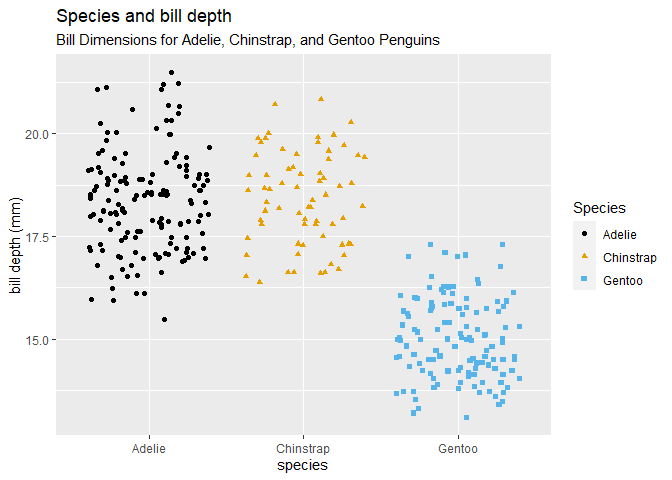 Species and bill depth
Bill Dimensions for Adelie, Chinstrap, and Gentoo Penguins
bill depth (mm)
20.0
17.5
15.0
Adelie
Chinstrap
Gentoo
species
Species
Adelie
Chinstrap
Gentoo